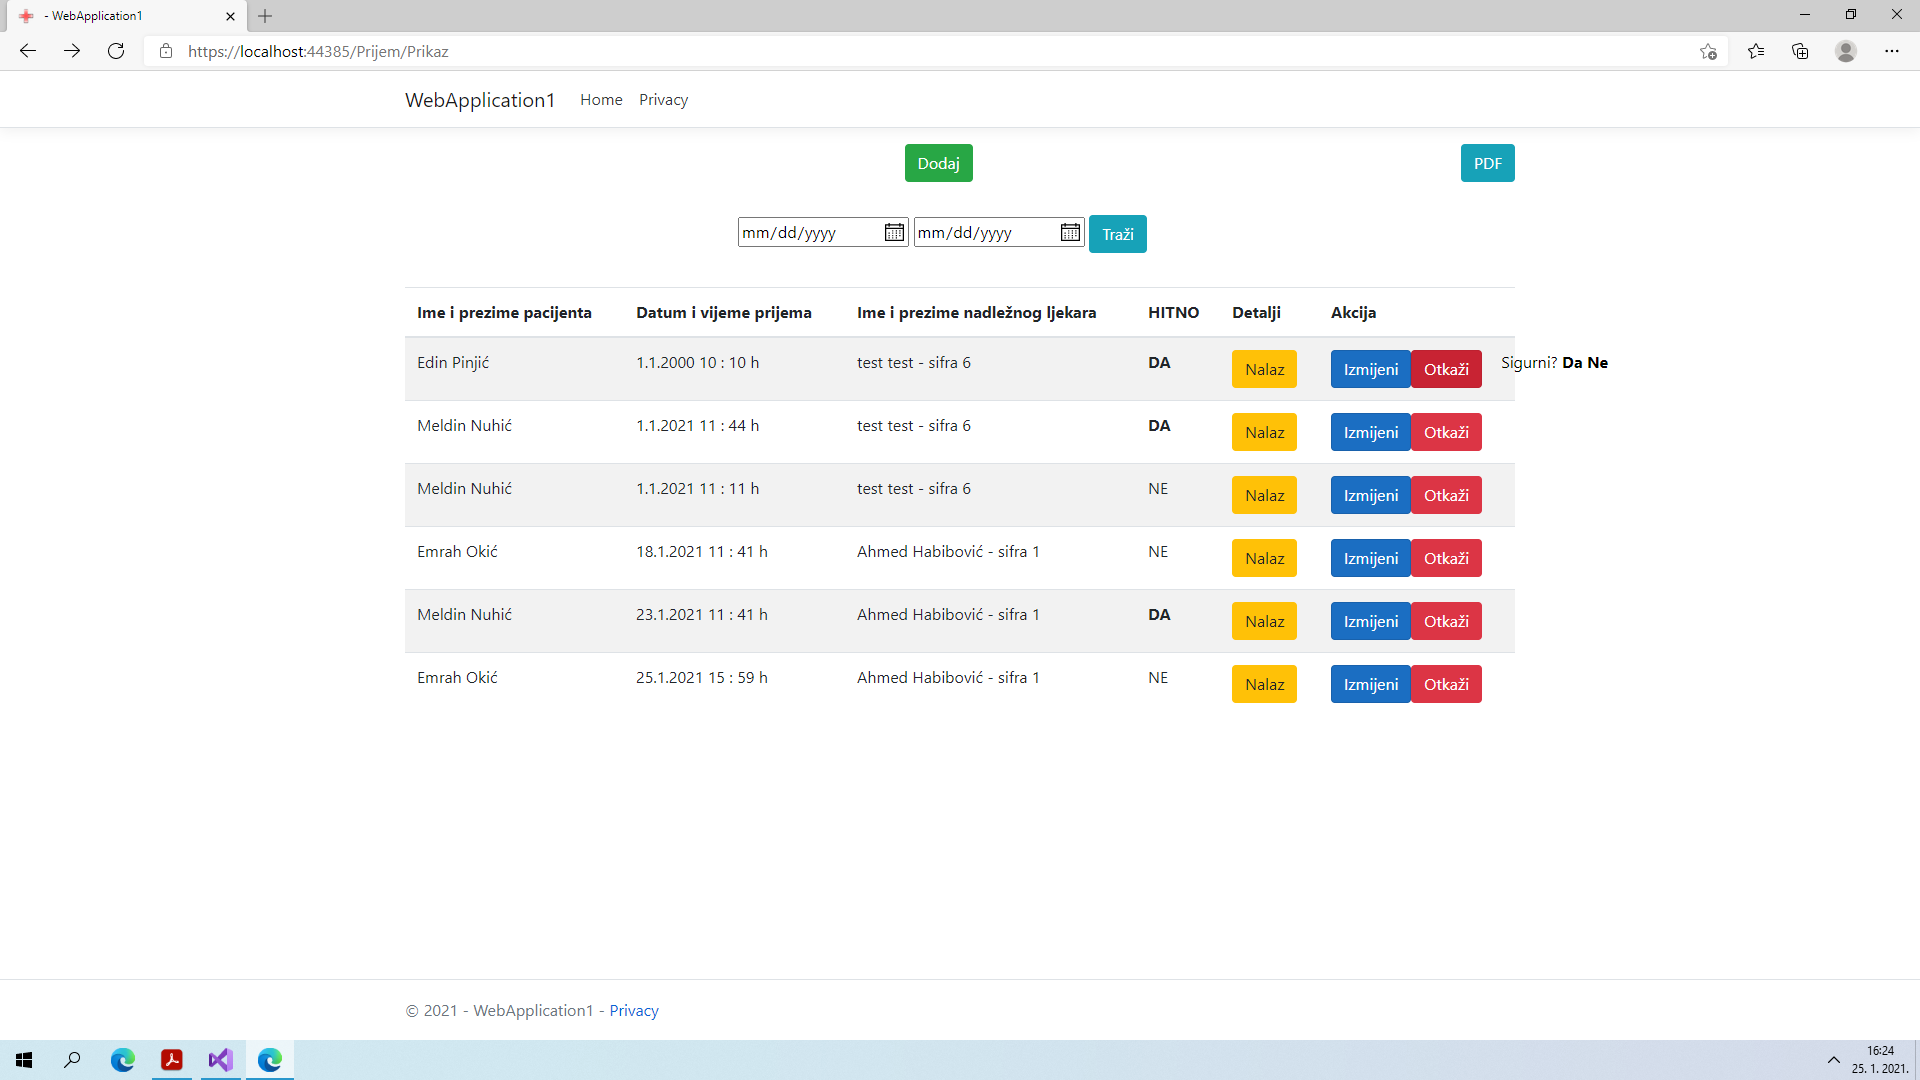 - WebApplication1
https://localhost:44385/Prijem/Prikaz
WebApplication1 Home Privacy
Dodaj PDF
mm/dd/yyyy mm/dd/yyyy Traži
Ime i prezime pacijenta Datum i vijeme prijema Ime i prezime nadležnog ljekara HITNO Detalji Akcija
Edin Pinjić 1.1.2000 10 : 10 h test test - sifra 6 DA Nalaz Izmijeni Otkaži Sigurni? Da Ne
Meldin Nuhić 1.1.2021 11 : 44 h test test - sifra 6 DA Nalaz Izmijeni Otkaži
Meldin Nuhić 1.1.2021 11 : 11 h test test - sifra 6 NE Nalaz Izmijeni Otkaži
Emrah Okić 18.1.2021 11 : 41 h Ahmed Habibović - sifra 1 NE Nalaz Izmijeni Otkaži
Meldin Nuhić 23.1.2021 11 : 41 h Ahmed Habibović - sifra 1 DA Nalaz Izmijeni Otkaži
Emrah Okić 25.1.2021 15 : 59 h Ahmed Habibović - sifra 1 NE Nalaz Izmijeni Otkaži
© 2021 - WebApplication1 - Privacy
16:24
25. 1. 2021.